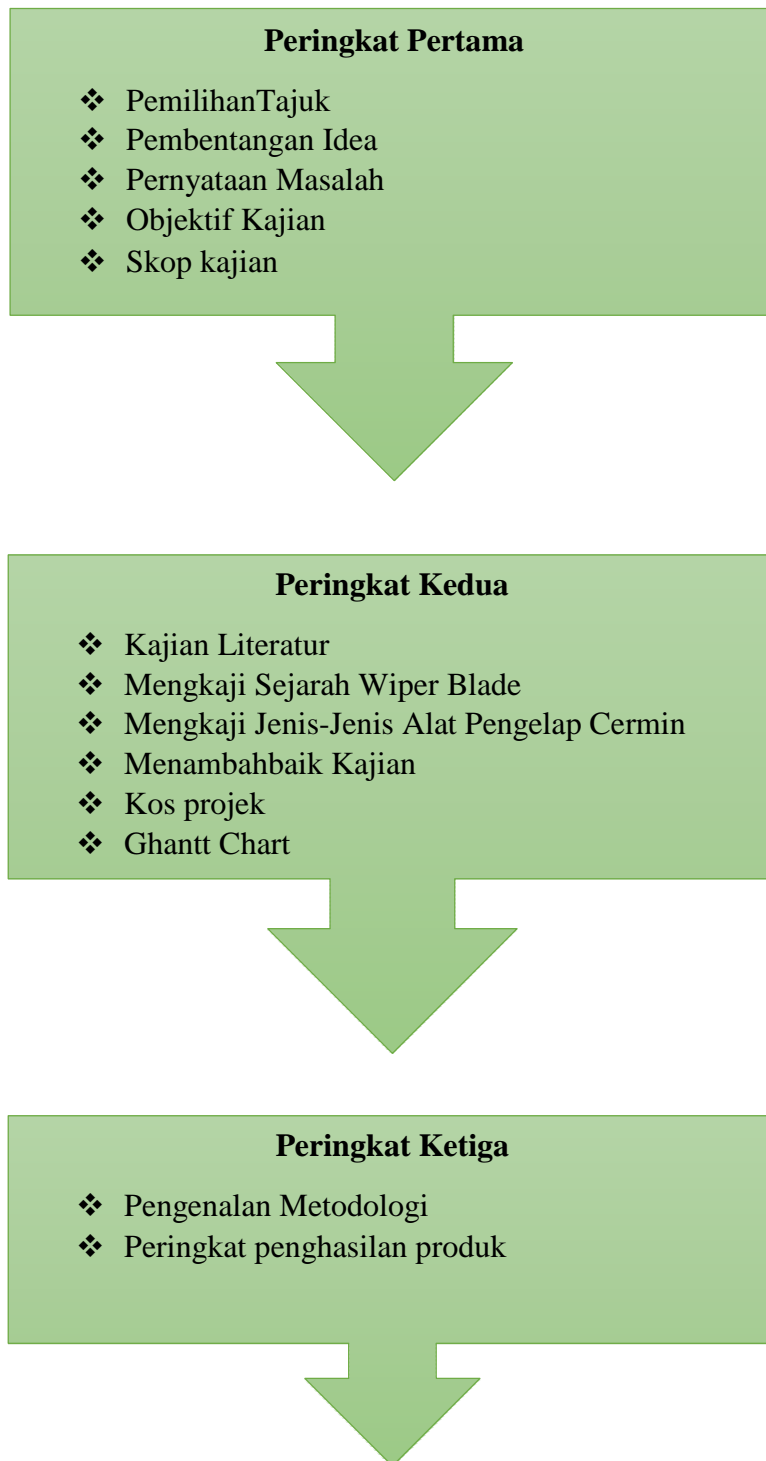 Peringkat Pertama
❖ PemilihanTajuk
❖ Pembentangan Idea
❖ Pernyataan Masalah
❖ Objektif Kajian
❖ Skop kajian
Peringkat Kedua
❖ Kajian Literatur
❖ Mengkaji Sejarah Wiper Blade
❖ Mengkaji Jenis-Jenis Alat Pengelap Cermin
❖ Menambahbaik Kajian
❖ Kos projek
❖ Ghantt Chart
Peringkat Ketiga
❖ Pengenalan Metodologi
❖ Peringkat penghasilan produk